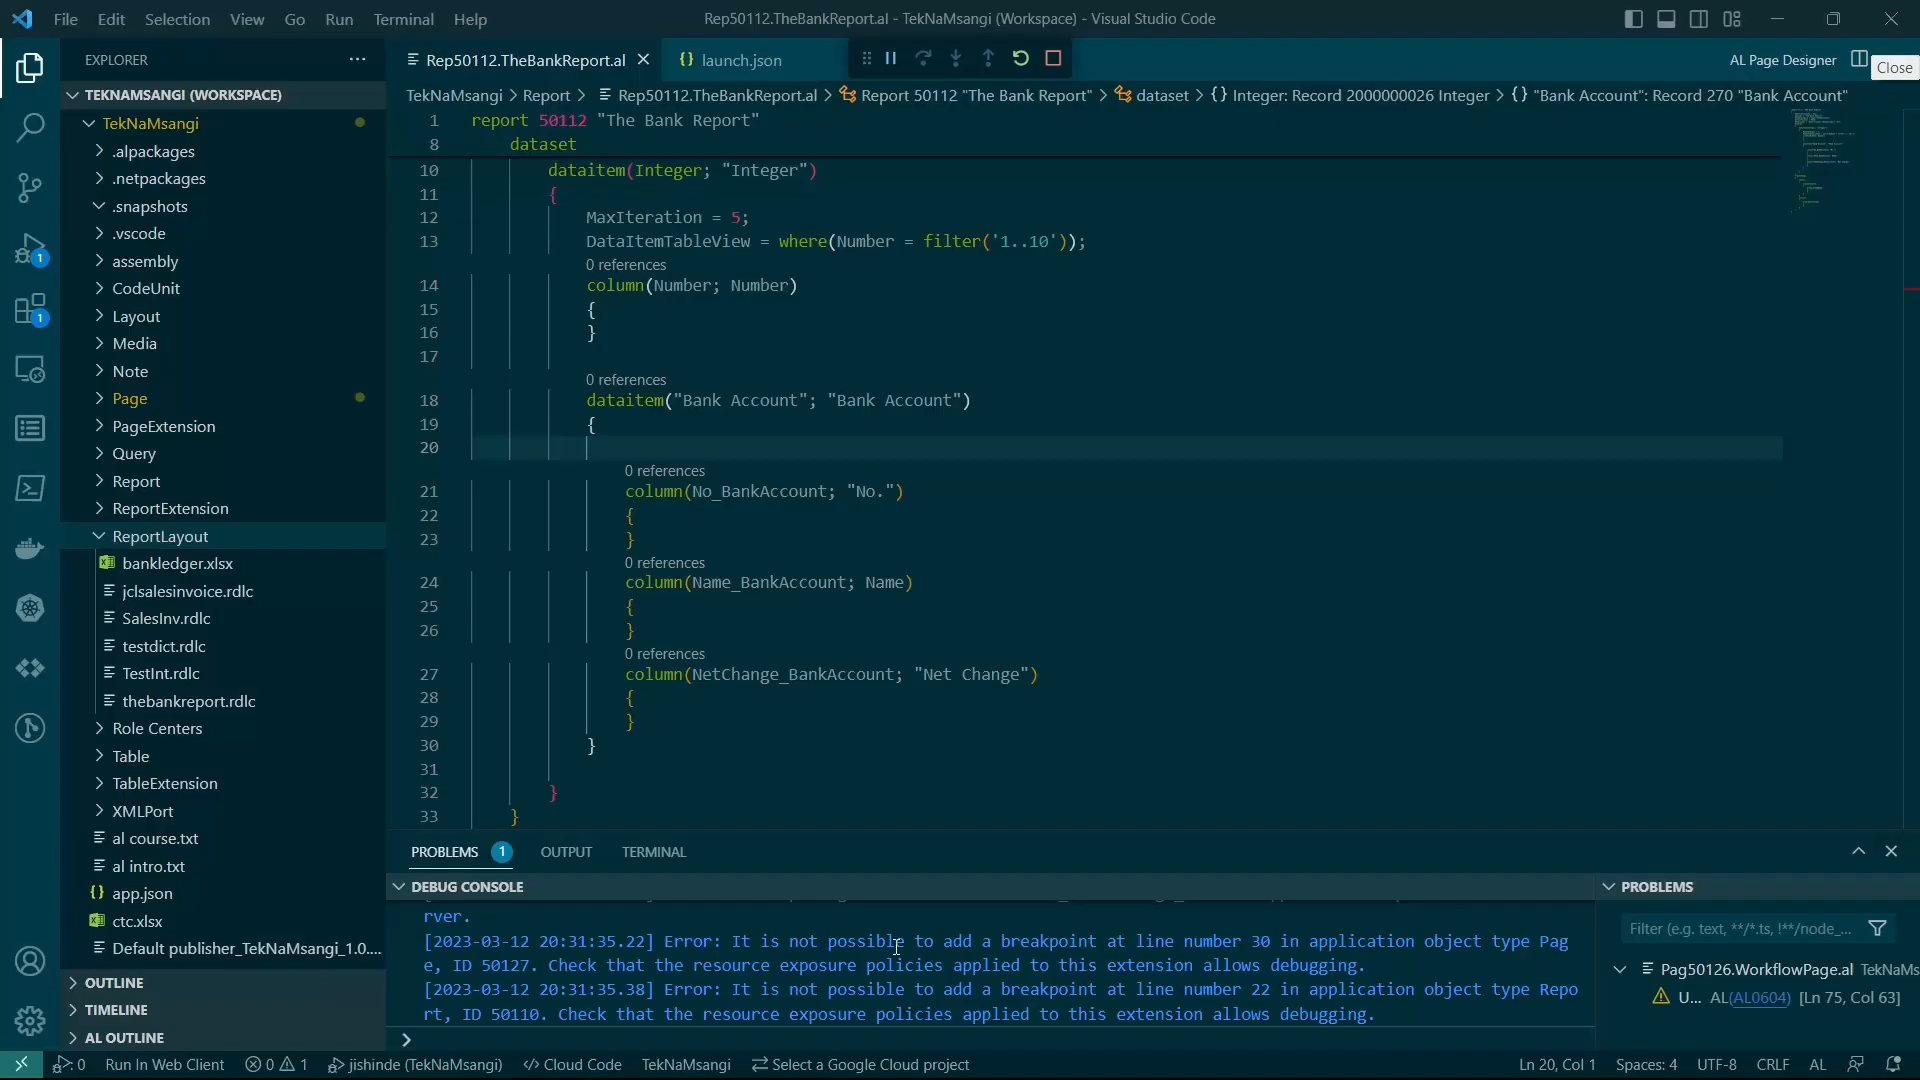 File Edit Selection View Go Run Terminal Help
Rep50112.TheBankReport.al - TekNaMsangi (Workspace) - Visual Studio Code
EXPLORER
Rep50112.TheBankReport.al
{} launch.json
AL Page Designer
Close
TEKNAMSANGI (WORKSPACE)
TekNaMsangi
.alpackages
.netpackages
.snapshots
.vscode
assembly
CodeUnit
Layout
Media
Note
Page
PageExtension
Query
Report
ReportExtension
ReportLayout
bankledger.xlsx
jclsalesinvoice.rdlc
SalesInv.rdlc
testdict.rdlc
TestInt.rdlc
thebankreport.rdlc
Role Centers
Table
TableExtension
XMLPort
al course.txt
al intro.txt
{} app.json
ctc.xlsx
Default publisher_TekNaMsangi_1.0....
OUTLINE
TIMELINE
AL OUTLINE
1
1
TekNaMsangi > Report > Rep50112.TheBankReport.al > Report 50112 "The Bank Report" > dataset > {} Integer: Record 2000000026 Integer > {} "Bank Account": Record 270 "Bank Account"
1 report 50112 "The Bank Report"
8 dataset
10 dataitem(Integer; "Integer")
11 {
12 MaxIteration = 5;
13 DataItemTableView = where(Number = filter('1..10'));
0 references
14 column(Number; Number)
15 {
16 }
17
0 references
18 dataitem("Bank Account"; "Bank Account")
19 {
20
0 references
21 column(No_BankAccount; "No.")
22 {
23 }
0 references
24 column(Name_BankAccount; Name)
25 {
26 }
0 references
27 column(NetChange_BankAccount; "Net Change")
28 {
29 }
30 }
31
32 }
33 }
PROBLEMS 1 OUTPUT TERMINAL
DEBUG CONSOLE
rver.
[2023-03-12 20:31:35.22] Error: It is not possible to add a breakpoint at line number 30 in application object type Pag
e, ID 50127. Check that the resource exposure policies applied to this extension allows debugging.
[2023-03-12 20:31:35.38] Error: It is not possible to add a breakpoint at line number 22 in application object type Repo
rt, ID 50110. Check that the resource exposure policies applied to this extension allows debugging.
PROBLEMS
Filter (e.g. text, **/*.ts, !**/node_...
Pag50126.WorkflowPage.al TekNaMs
U... AL(AL0604) [Ln 75, Col 63]
: 0 Run In Web Client 0 1 jishinde (TekNaMsangi) Cloud Code TekNaMsangi Select a Google Cloud project
Ln 20, Col 1 Spaces: 4 UTF-8 CRLF AL